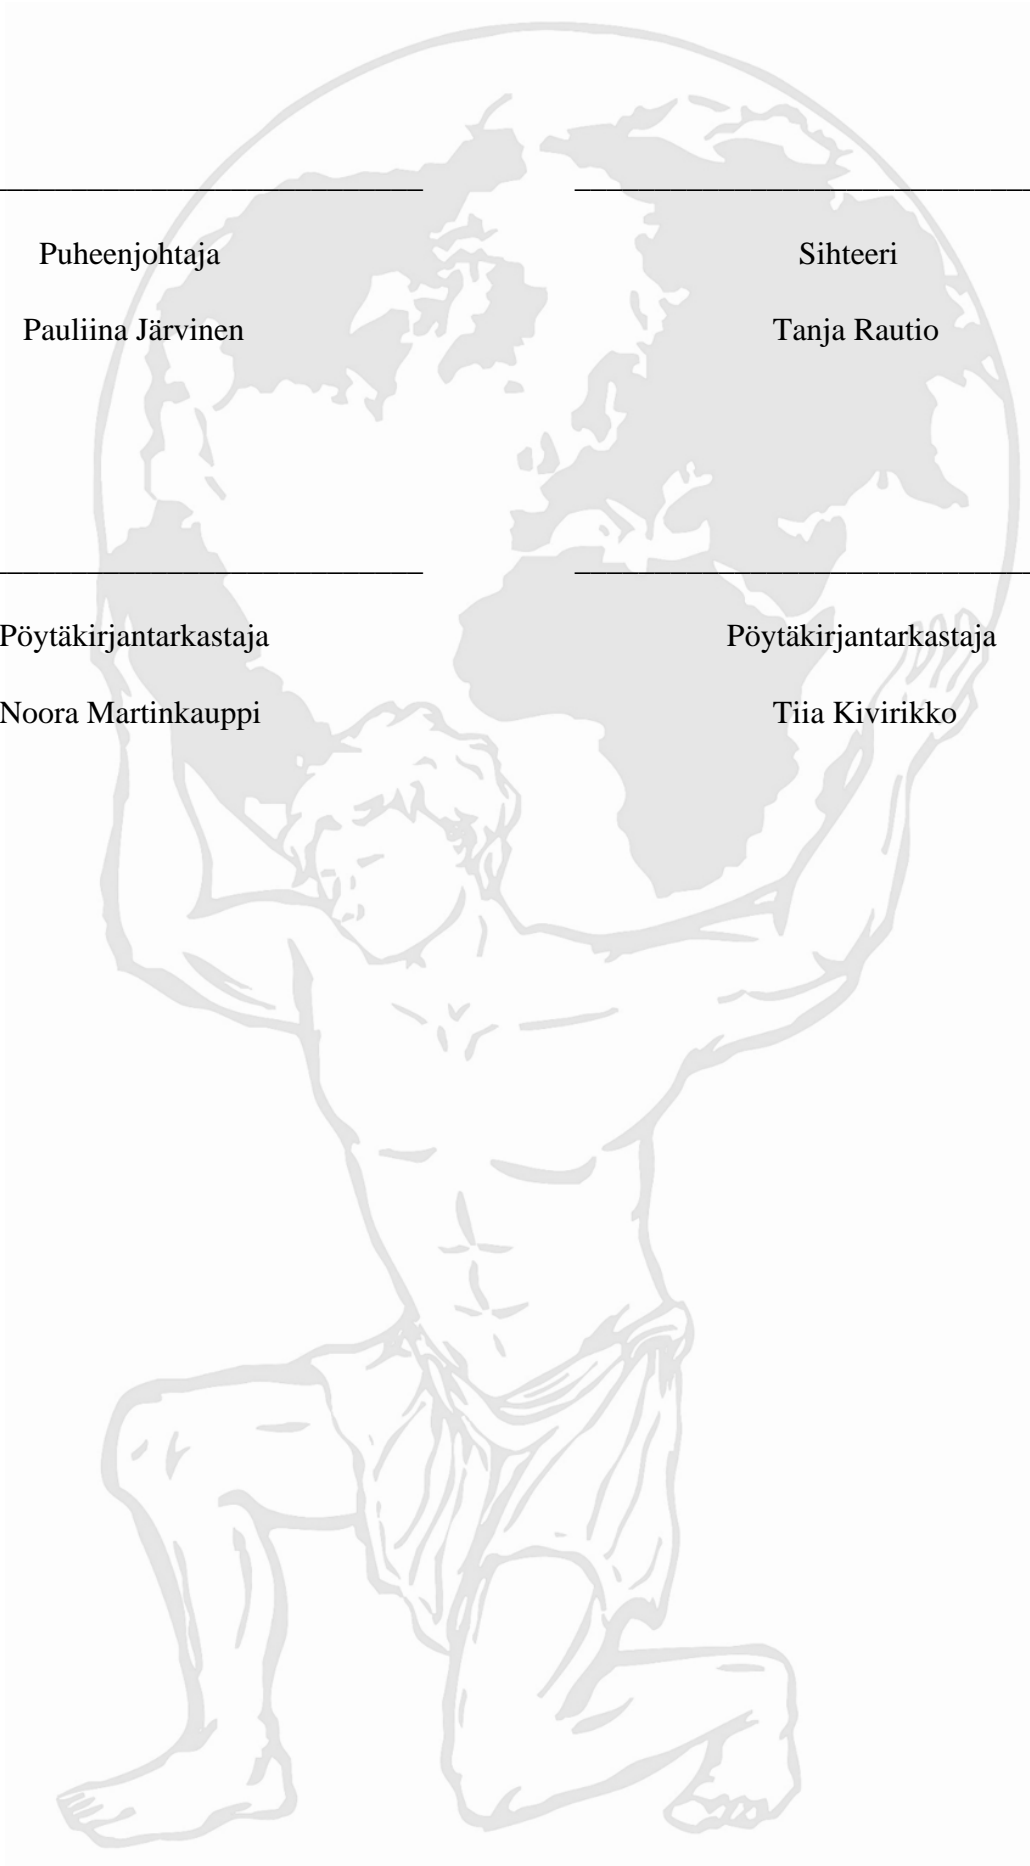 Puheenjohtaja Sihteeri
Pauliina Järvinen Tanja Rautio
Pöytäkirjantarkastaja Pöytäkirjantarkastaja
Noora Martinkauppi Tiia Kivirikko